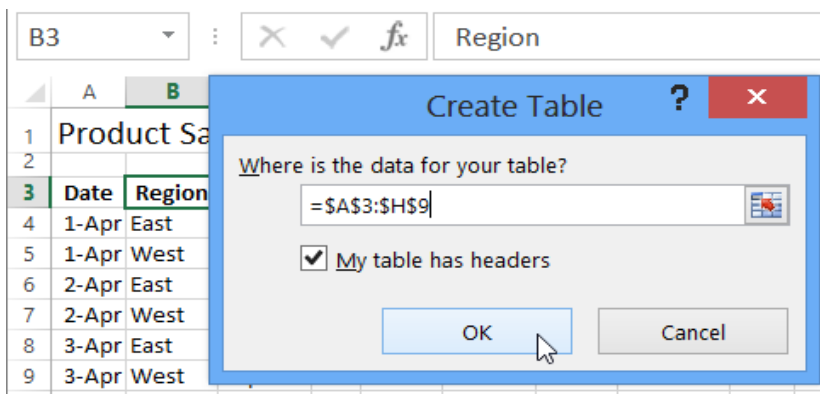 B3 fx Region
A B
Create Table ? ×
1 Product Sa
2
Where is the data for your table?
3 Date Region
=$A$3:$H$9
4 1-Apr East
5 1-Apr West
My table has headers
6 2-Apr East
7 2-Apr West
OK Cancel
8 3-Apr East
9 3-Apr West